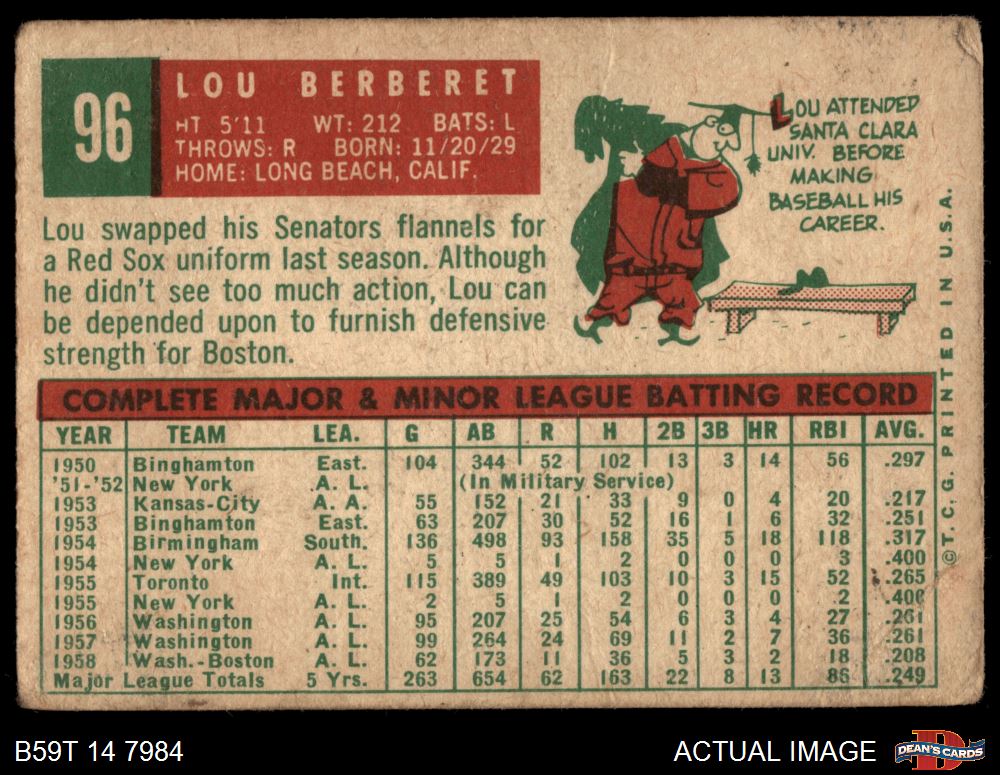 96
LOU BERBERET
HT 5'11 WT: 212 BATS: L
THROWS: R BORN: 11/20/29
HOME: LONG BEACH, CALIF.
LOU ATTENDED
SANTA CLARA
UNIV. BEFORE
MAKING
BASEBALL HIS
CAREER.
Lou swapped his Senators flannels for
a Red Sox uniform last season. Although
he didn't see too much action, Lou can
be depended upon to furnish defensive
strength for Boston.
COMPLETE MAJOR & MINOR LEAGUE BATTING RECORD
YEAR TEAM LEA. G AB R H 2B 3B HR RBI AVG.
1950 Binghamton East. 104 344 52 102 13 3 14 56 .297
'51-'52 New York A. L. (In Military Service)
1953 Kansas-City A. A. 55 152 21 33 9 0 4 20 .217
1953 Binghamton East. 63 207 30 52 16 1 6 32 .251
1954 Birmingham South. 136 498 93 158 35 5 18 118 .317
1954 New York A. L. 5 5 1 2 0 0 0 3 .400
1955 Toronto Int. 115 389 49 103 10 3 15 52 .265
1955 New York A. L. 2 5 1 2 0 0 0 2 .400
1956 Washington A. L. 95 207 25 54 6 3 4 27 .261
1957 Washington A. L. 99 264 24 69 11 2 7 36 .261
1958 Wash.-Boston A. L. 62 173 11 36 5 3 2 18 .208
Major League Totals 5 Yrs. 263 654 62 163 22 8 13 86 .249
© T. C. G. PRINTED IN U.S.A.
B59T 14 7984
ACTUAL IMAGE
D
DEAN'S CARDS